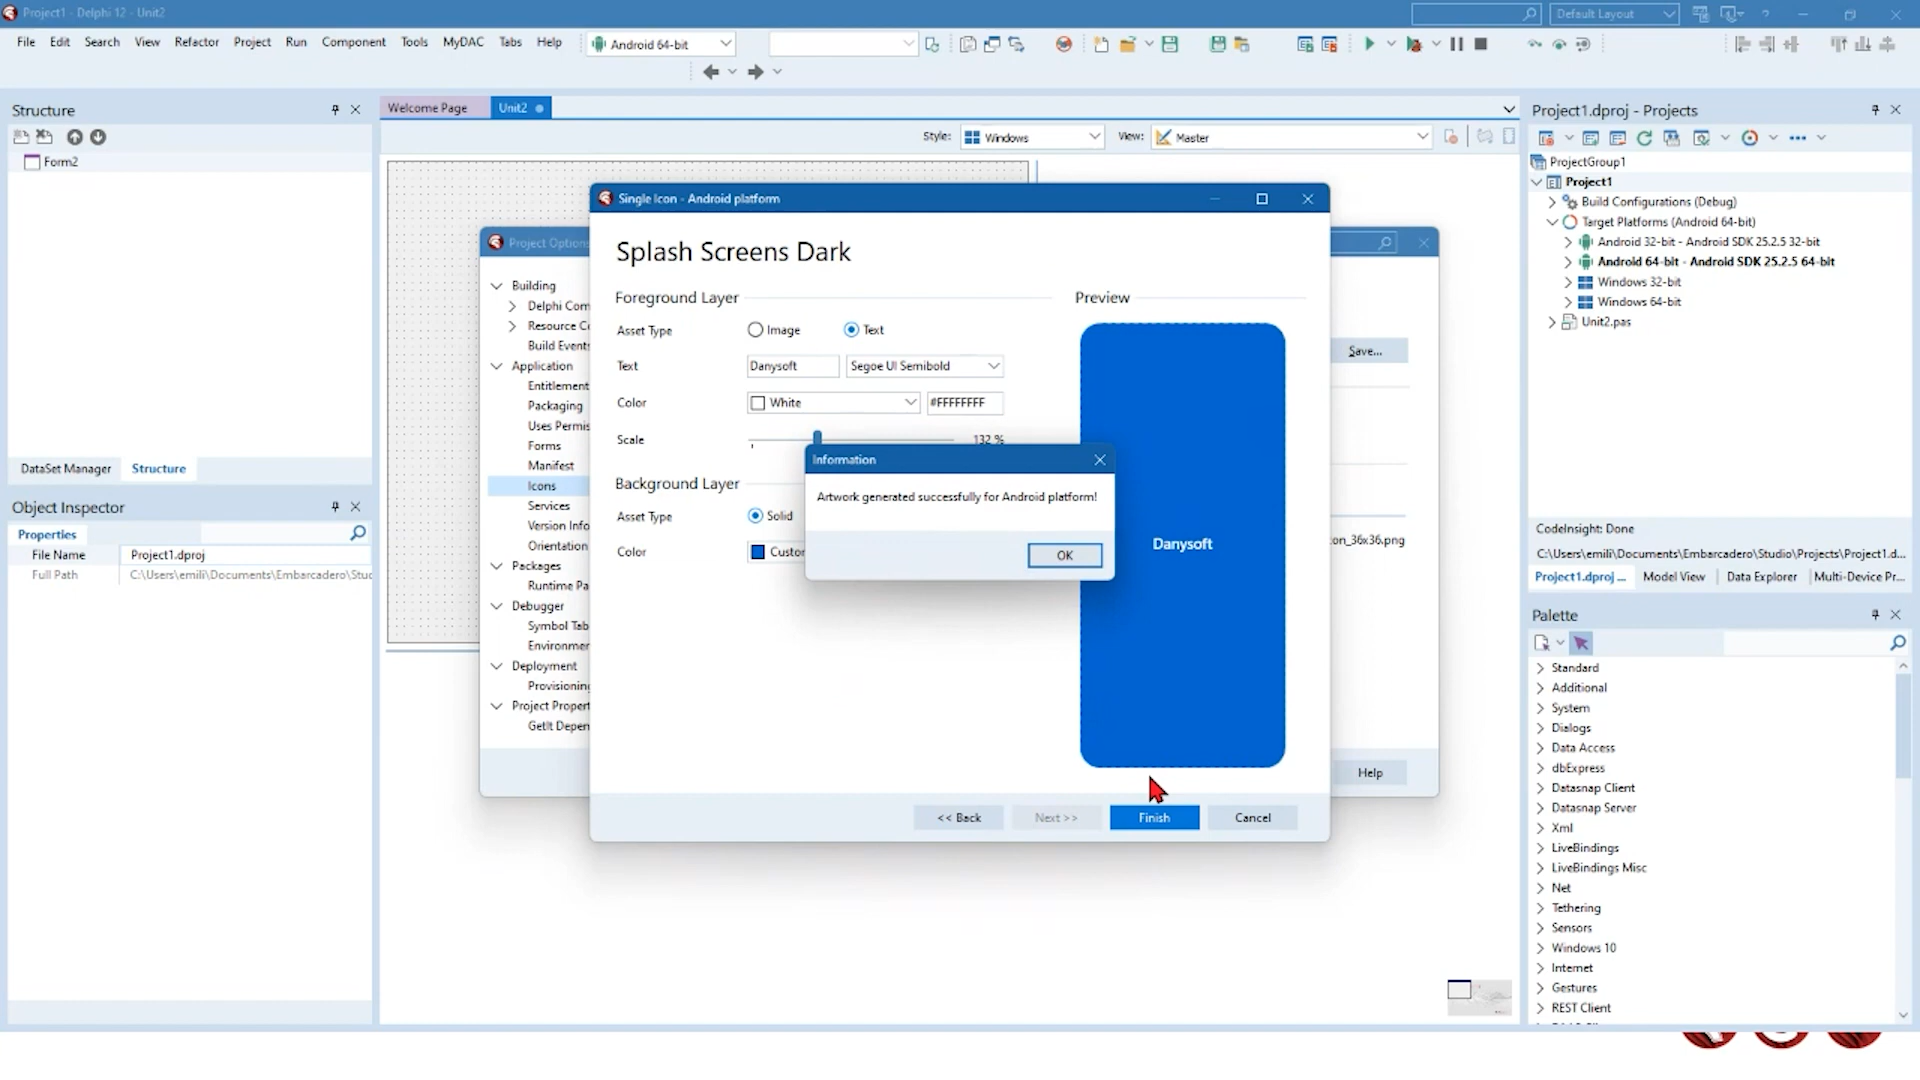 Project1 - Delphi 12 - Unit2
Default Layout
?
File Edit Search View Refactor Project Run Component Tools MyDAC Tabs Help
Android 64-bit
Structure
Form2
DataSet Manager
Structure
Object Inspector
Properties
File Name Project1.dproj
Full Path C:\Users\emili\Documents\Embarcadero\Stuc
Welcome Page
Unit2
Style: Windows
View: Master
Project Options
Building
Delphi Com
Resource Co
Build Events
Application
Entitlement
Packaging
Uses Permis
Forms
Manifest
Icons
Services
Version Info
Orientation
Packages
Runtime Pa
Debugger
Symbol Tab
Environmer
Deployment
Provisioning
Project Propert
GetIt Depen
Save...
on_36x36.png
Help
Single Icon - Android platform
Splash Screens Dark
Foreground Layer
Asset Type Image Text
Text Danysoft Segoe UI Semibold
Color White #FFFFFFFF
Scale 132 %
Background Layer
Asset Type Solid
Color Custo
Preview
Danysoft
<< Back
Next >>
Finish
Cancel
Information
Artwork generated successfully for Android platform!
OK
Project1.dproj - Projects
ProjectGroup1
Project1
Build Configurations (Debug)
Target Platforms (Android 64-bit)
Android 32-bit - Android SDK 25.2.5 32-bit
Android 64-bit - Android SDK 25.2.5 64-bit
Windows 32-bit
Windows 64-bit
Unit2.pas
CodeInsight: Done
C:\Users\emili\Documents\Embarcadero\Studio\Projects\Project1.d...
Project1.dproj ... Model View Data Explorer Multi-Device Pr...
Palette
Standard
Additional
System
Dialogs
Data Access
dbExpress
Datasnap Client
Datasnap Server
Xml
LiveBindings
LiveBindings Misc
Net
Tethering
Sensors
Windows 10
Internet
Gestures
REST Client